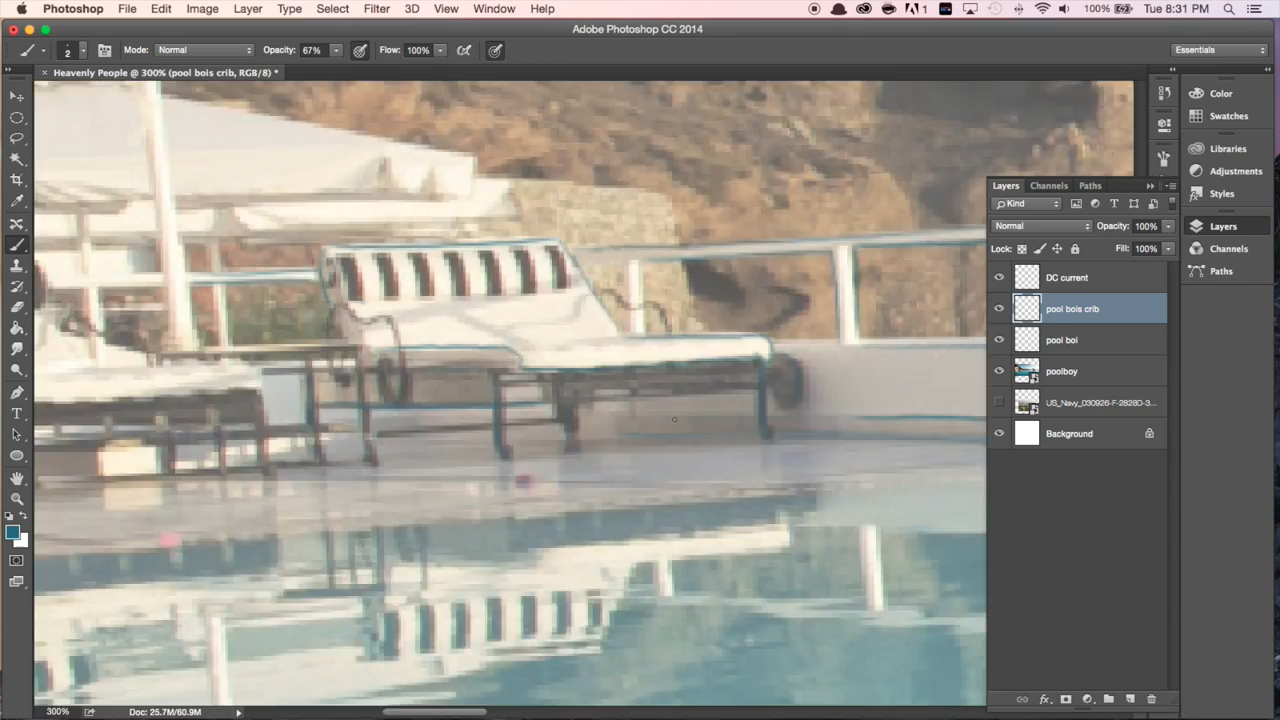 Photoshop File Edit Image Layer Type Select Filter 3D View Window Help 1 100% Tue 8:31 PM
Adobe Photoshop CC 2014
2 Mode: Normal Opacity: 67% Flow: 100% Essentials
Heavenly People @ 300% (pool bois crib, RGB/8) *
Color
Swatches
Libraries
Adjustments
Styles
Layers
Channels
Paths
Layers Channels Paths
Kind
Normal Opacity: 100%
Lock: Fill: 100%
DC current
pool bois crib
pool boi
poolboy
US_Navy_030926-F-2828D-3...
Background
300% Doc: 25.7M/60.9M